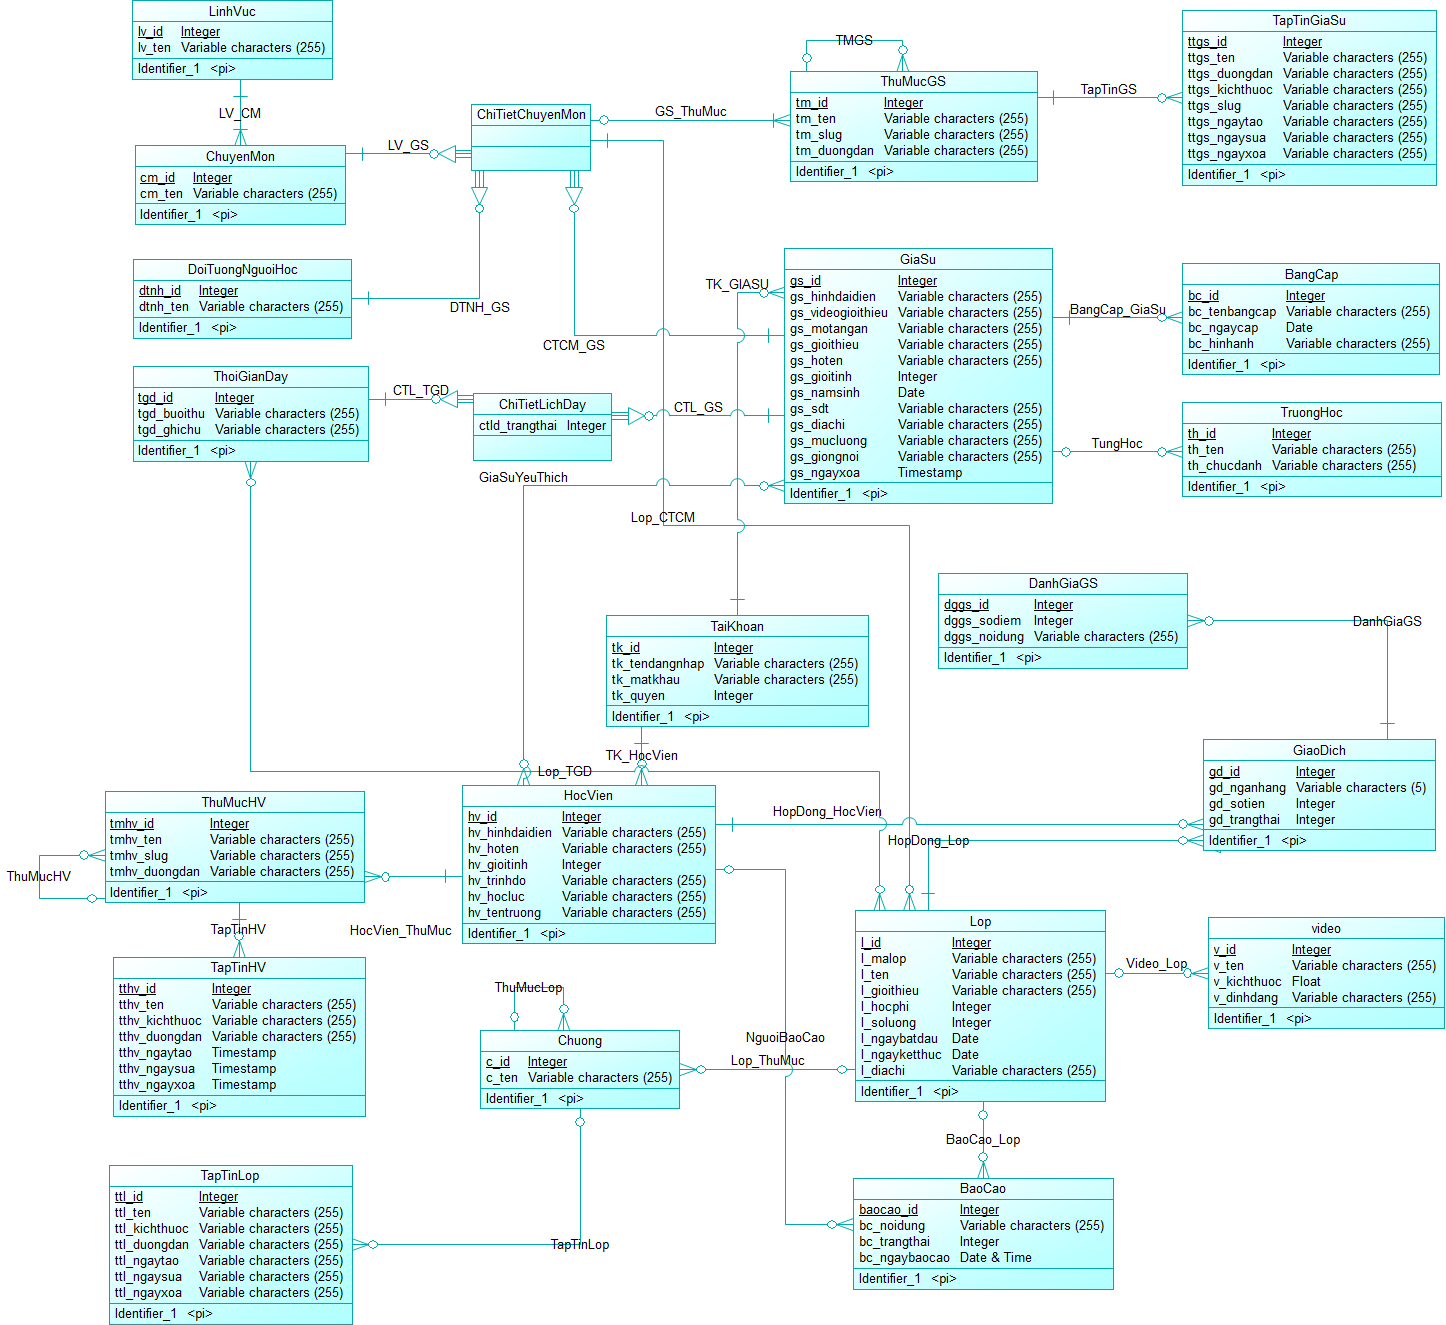 LinhVuc
lv_id Integer
lv_ten Variable characters (255)
Identifier_1 <pi>
LV_CM
ChuyenMon
cm_id Integer
cm_ten Variable characters (255)
Identifier_1 <pi>
LV_GS
ChiTietChuyenMon
GS_ThuMuc
TMGS
ThuMucGS
tm_id Integer
tm_ten Variable characters (255)
tm_slug Variable characters (255)
tm_duongdan Variable characters (255)
Identifier_1 <pi>
TapTinGS
TapTinGiaSu
ttgs_id Integer
ttgs_ten Variable characters (255)
ttgs_duongdan Variable characters (255)
ttgs_kichthuoc Variable characters (255)
ttgs_slug Variable characters (255)
ttgs_ngaytao Variable characters (255)
ttgs_ngaysua Variable characters (255)
ttgs_ngayxoa Variable characters (255)
Identifier_1 <pi>
DoiTuongNguoiHoc
dtnh_id Integer
dtnh_ten Variable characters (255)
Identifier_1 <pi>
DTNH_GS
CTCM_GS
TK_GIASU
GiaSu
gs_id Integer
gs_hinhdaidien Variable characters (255)
gs_videogioithieu Variable characters (255)
gs_motangan Variable characters (255)
gs_gioithieu Variable characters (255)
gs_hoten Variable characters (255)
gs_gioitinh Integer
gs_namsinh Date
gs_sdt Variable characters (255)
gs_diachi Variable characters (255)
gs_mucluong Variable characters (255)
gs_giongnoi Variable characters (255)
gs_ngayxoa Timestamp
Identifier_1 <pi>
BangCap_GiaSu
BangCap
bc_id Integer
bc_tenbangcap Variable characters (255)
bc_ngaycap Date
bc_hinhanh Variable characters (255)
Identifier_1 <pi>
ThoiGianDay
tgd_id Integer
tgd_buoithu Variable characters (255)
tgd_ghichu Variable characters (255)
Identifier_1 <pi>
CTL_TGD
ChiTietLichDay
ctld_trangthai Integer
CTL_GS
TungHoc
TruongHoc
th_id Integer
th_ten Variable characters (255)
th_chucdanh Variable characters (255)
Identifier_1 <pi>
GiaSuYeuThich
Lop_CTCM
DanhGiaGS
dggs_id Integer
dggs_sodiem Integer
dggs_noidung Variable characters (255)
Identifier_1 <pi>
DanhGiaGS
TaiKhoan
tk_id Integer
tk_tendangnhap Variable characters (255)
tk_matkhau Variable characters (255)
tk_quyen Integer
Identifier_1 <pi>
TK_HocVien
Lop_TGD
GiaoDich
gd_id Integer
gd_nganhang Variable characters (5)
gd_sotien Integer
gd_trangthai Integer
Identifier_1 <pi>
HopDong_HocVien
HopDong_Lop
ThuMucHV
tmhv_id Integer
tmhv_ten Variable characters (255)
tmhv_slug Variable characters (255)
tmhv_duongdan Variable characters (255)
Identifier_1 <pi>
ThuMucHV
HocVien
hv_id Integer
hv_hinhdaidien Variable characters (255)
hv_hoten Variable characters (255)
hv_gioitinh Integer
hv_trinhdo Variable characters (255)
hv_hocluc Variable characters (255)
hv_tentruong Variable characters (255)
Identifier_1 <pi>
HocVien_ThuMuc
TapTinHV
TapTinHV
tthv_id Integer
tthv_ten Variable characters (255)
tthv_kichthuoc Variable characters (255)
tthv_duongdan Variable characters (255)
tthv_ngaytao Timestamp
tthv_ngaysua Timestamp
tthv_ngayxoa Timestamp
Identifier_1 <pi>
Lop
l_id Integer
l_malop Variable characters (255)
l_ten Variable characters (255)
l_gioithieu Variable characters (255)
l_hocphi Integer
l_soluong Integer
l_ngaybatdau Date
l_ngayketthuc Date
l_diachi Variable characters (255)
Identifier_1 <pi>
Video_Lop
video
v_id Integer
v_ten Variable characters (255)
v_kichthuoc Float
v_dinhdang Variable characters (255)
Identifier_1 <pi>
ThuMucLop
Chuong
c_id Integer
c_ten Variable characters (255)
Identifier_1 <pi>
NguoiBaoCao
Lop_ThuMuc
BaoCao_Lop
BaoCao
baocao_id Integer
bc_noidung Variable characters (255)
bc_trangthai Integer
bc_ngaybaocao Date & Time
Identifier_1 <pi>
TapTinLop
ttl_id Integer
ttl_ten Variable characters (255)
ttl_kichthuoc Variable characters (255)
ttl_duongdan Variable characters (255)
ttl_ngaytao Variable characters (255)
ttl_ngaysua Variable characters (255)
ttl_ngayxoa Variable characters (255)
Identifier_1 <pi>
TapTinLop